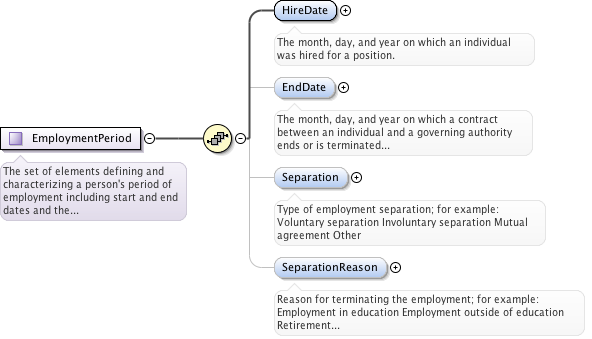 HireDate
The month, day, and year on which an individual
was hired for a position.
EndDate
The month, day, and year on which a contract
between an individual and a governing authority
ends or is terminated...
EmploymentPeriod
The set of elements defining and
characterizing a person's period of
employment including start and end
dates and the...
Separation
Type of employment separation; for example:
Voluntary separation Involuntary separation Mutual
agreement Other
SeparationReason
Reason for terminating the employment; for example:
Employment in education Employment outside of education
Retirement...